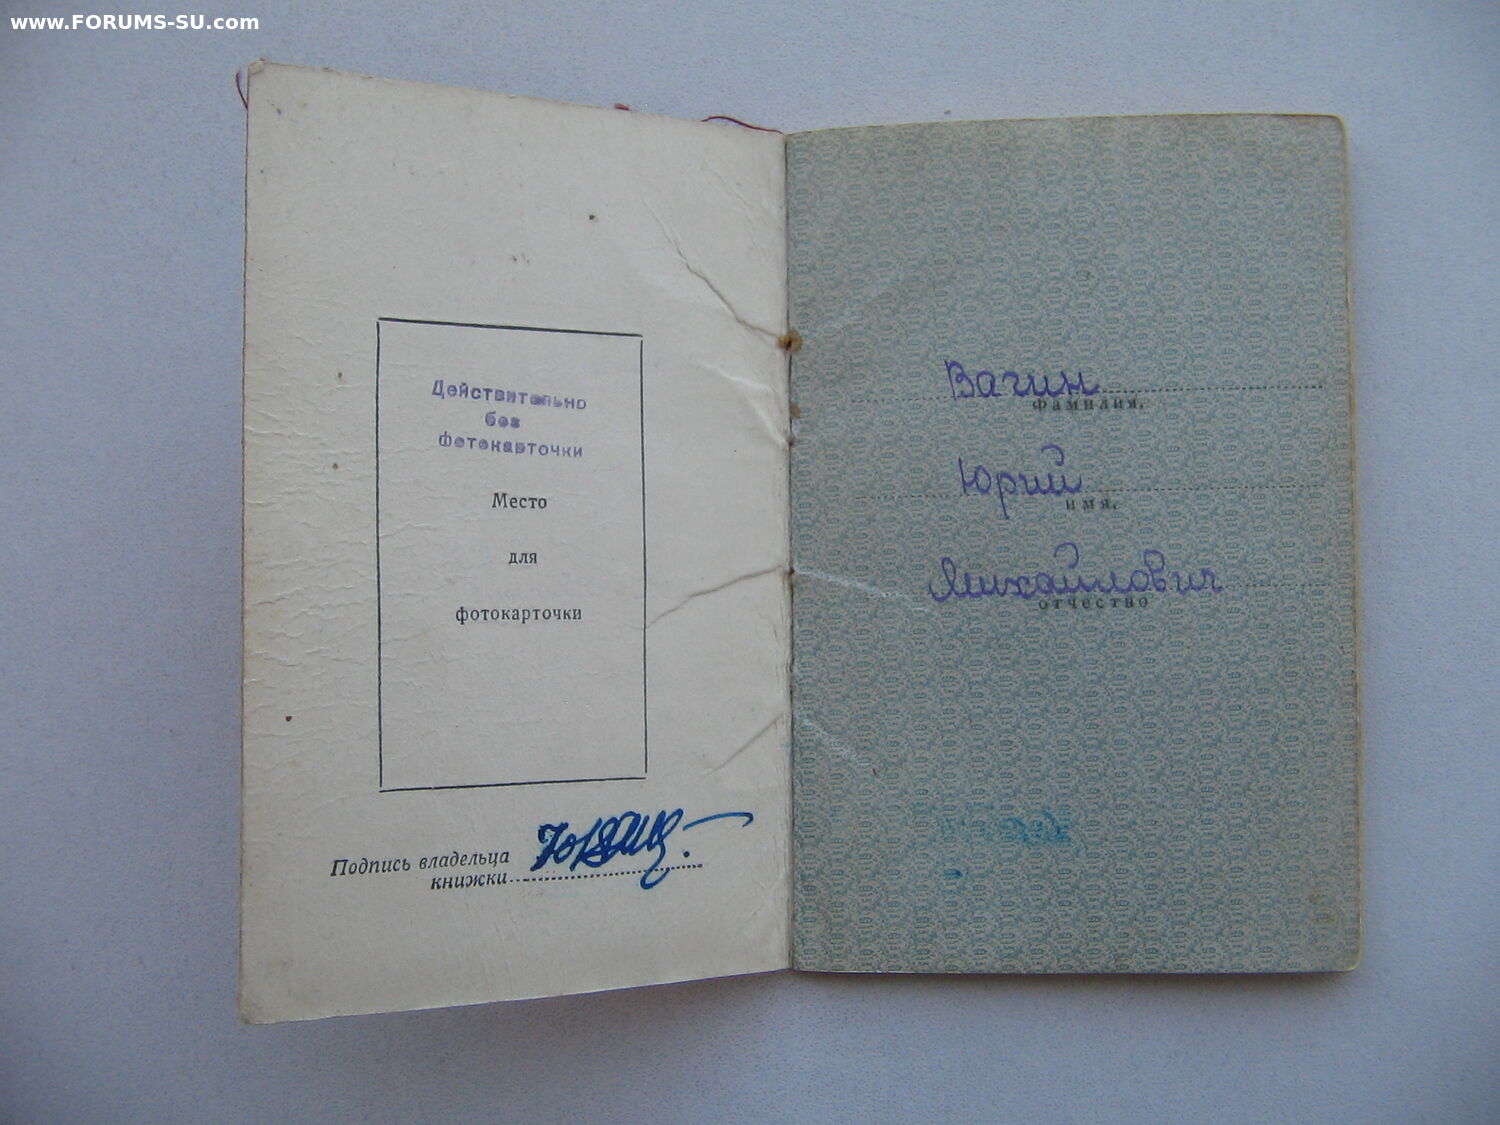 www.FORUMS-SU.com
Действительно
без
фотокарточки
Место
для
фотокарточки
Подпись владельца
книжки
Вагин
фамилия,
Юрий
имя,
Михайлович
отчество